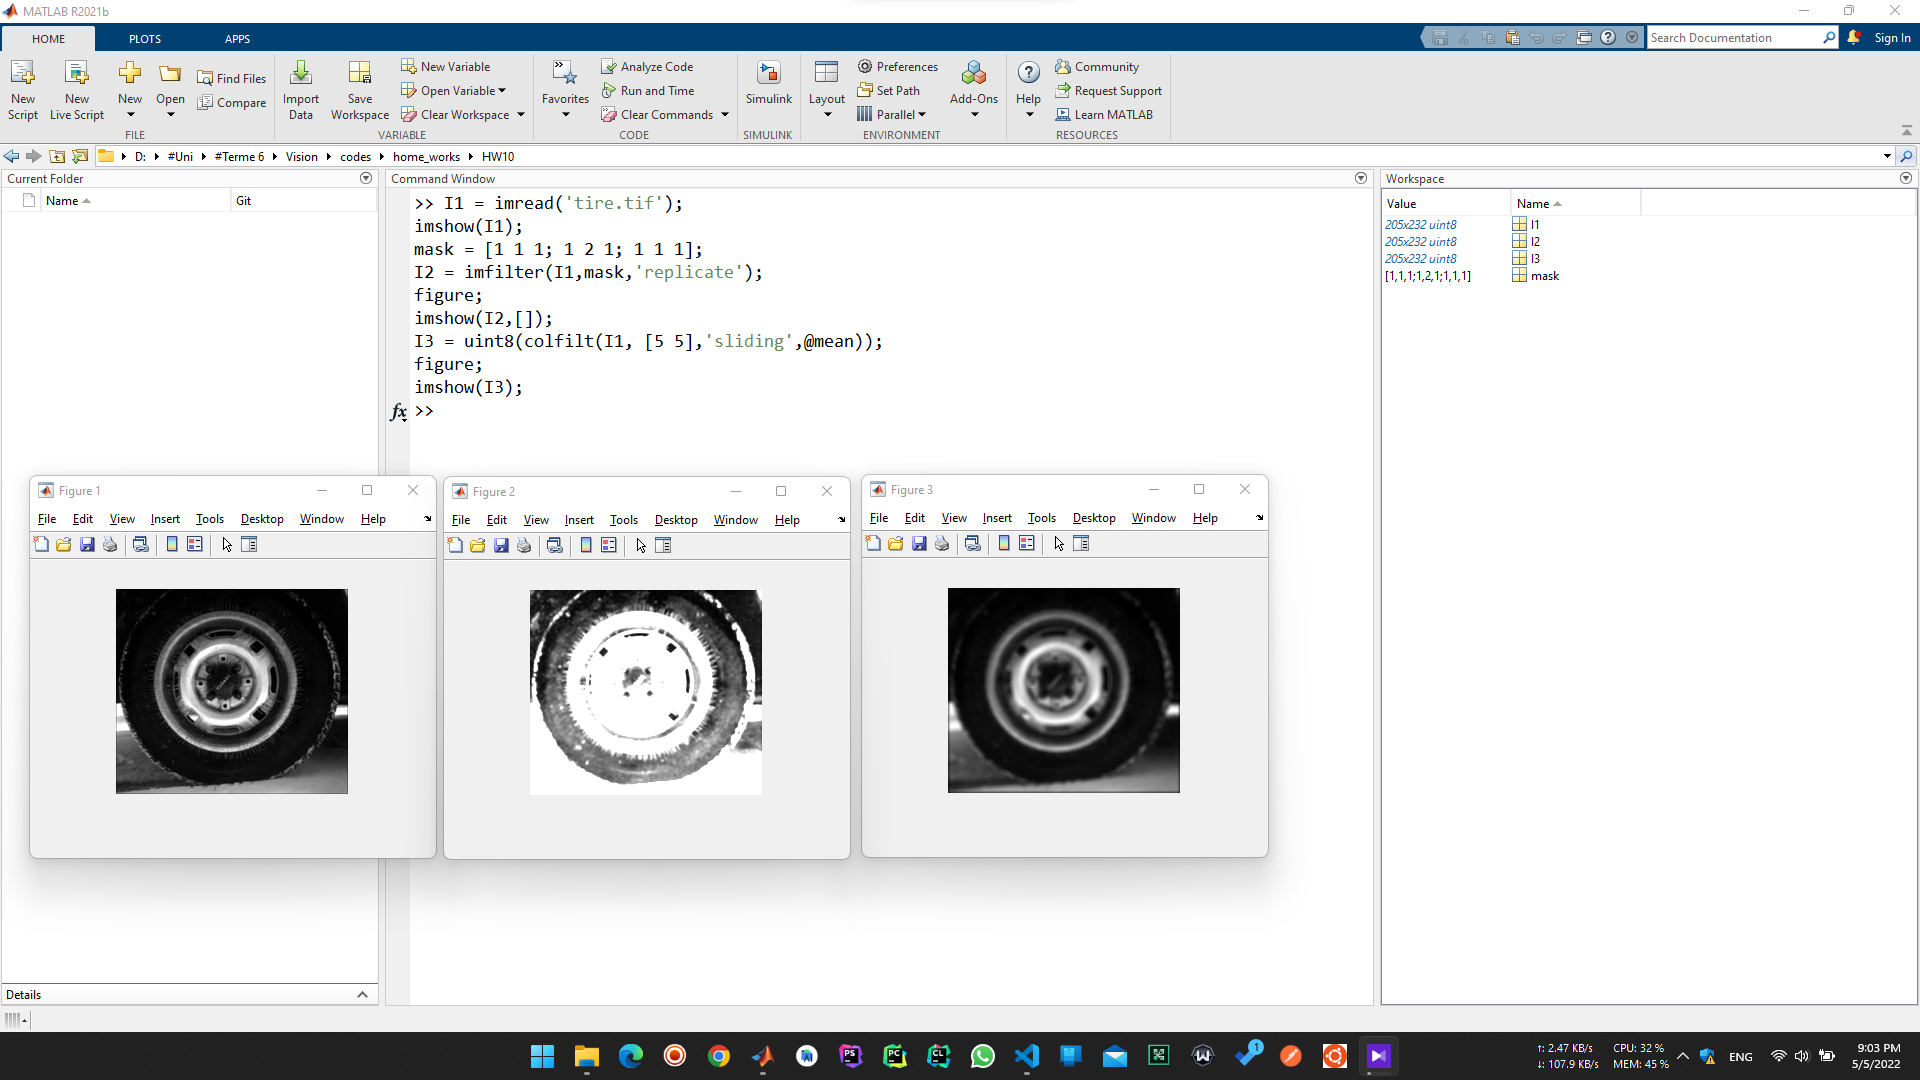 MATLAB R2021b
HOME PLOTS APPS
Search Documentation
Sign In
New Script
New Live Script
New
Open
Find Files
Compare
FILE
Import Data
Save Workspace
New Variable
Open Variable
Clear Workspace
VARIABLE
Favorites
Analyze Code
Run and Time
Clear Commands
CODE
Simulink
SIMULINK
Layout
Preferences
Set Path
Parallel
Add-Ons
ENVIRONMENT
Help
Community
Request Support
Learn MATLAB
RESOURCES
D: #Uni #Terme 6 Vision codes home_works HW10
Current Folder
Name Git
Command Window
>> I1 = imread('tire.tif');
imshow(I1);
mask = [1 1 1; 1 2 1; 1 1 1];
I2 = imfilter(I1,mask,'replicate');
figure;
imshow(I2,[]);
I3 = uint8(colfilt(I1, [5 5],'sliding',@mean));
figure;
imshow(I3);
fx >>
Workspace
Value Name
205x232 uint8 I1
205x232 uint8 I2
205x232 uint8 I3
[1,1,1;1,2,1;1,1,1] mask
Figure 1
File Edit View Insert Tools Desktop Window Help
Figure 2
File Edit View Insert Tools Desktop Window Help
Figure 3
File Edit View Insert Tools Desktop Window Help
Details
PS
PC
CL
1
↑: 2.47 KB/s
↓: 107.9 KB/s
CPU: 32 %
MEM: 45 %
ENG
9:03 PM
5/5/2022